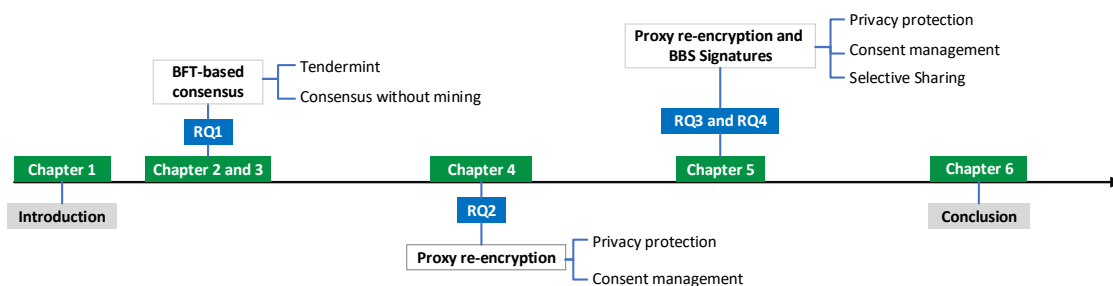 Proxy re-encryption and
BBS Signatures
Privacy protection
Consent management
Selective Sharing
BFT-based
consensus
Tendermint
Consensus without mining
RQ1
RQ3 and RQ4
Chapter 1
Chapter 2 and 3
Chapter 4
Chapter 5
Chapter 6
Introduction
RQ2
Conclusion
Proxy re-encryption
Privacy protection
Consent management